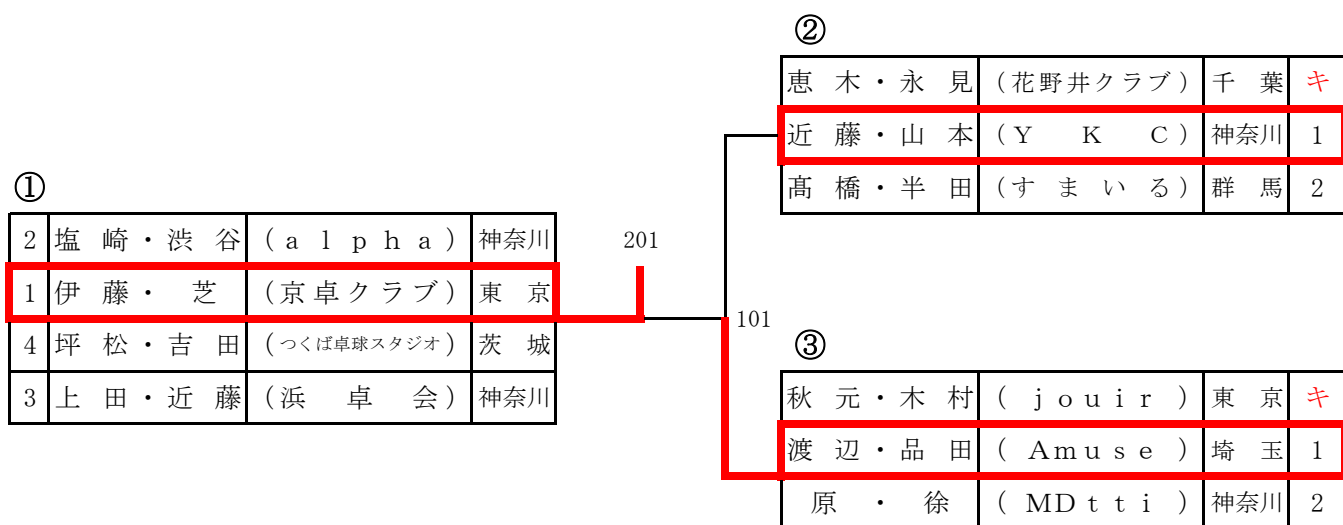 ②
恵木・永見 (花野井クラブ) 千葉 キ
近藤・山本 (YKC) 神奈川 1
髙橋・半田 (すまいる) 群馬 2
①
2 塩崎・渋谷 (alpha) 神奈川
1 伊藤・芝 (京卓クラブ) 東京
4 坪松・吉田 (つくば卓球スタジオ) 茨城
3 上田・近藤 (浜卓会) 神奈川
201
101
③
秋元・木村 (jouir) 東京 キ
渡辺・品田 (Amuse) 埼玉 1
原・徐 (MDtti) 神奈川 2